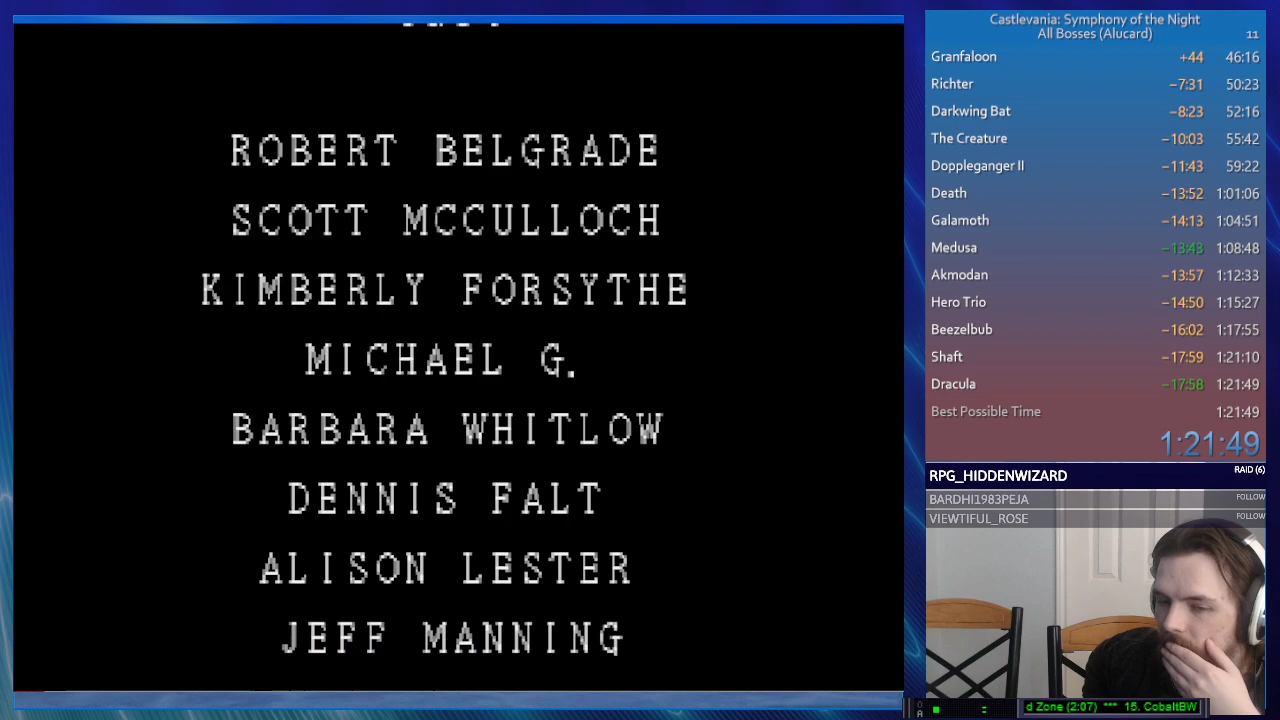 ROBERT BELGRADE
SCOTT MCCULLOCH
KIMBERLY FORSYTHE
MICHAEL G.
BARBARA WHITLOW
DENNIS FALT
ALISON LESTER
JEFF MANNING
Castlevania: Symphony of the Night
All Bosses (Alucard) 11
Granfaloon +44 46:16
Richter −7:31 50:23
Darkwing Bat −8:23 52:16
The Creature −10:03 55:42
Doppleganger II −11:43 59:22
Death −13:52 1:01:06
Galamoth −14:13 1:04:51
Medusa −13:43 1:08:48
Akmodan −13:57 1:12:33
Hero Trio −14:50 1:15:27
Beezelbub −16:02 1:17:55
Shaft −17:59 1:21:10
Dracula −17:58 1:21:49
Best Possible Time 1:21:49
1:21:49
RPG_HIDDENWIZARD RAID (6)
BARDHI1983PEJA FOLLOW
VIEWTIFUL_ROSE FOLLOW
d Zone (2:07) *** 15. CobaltBW